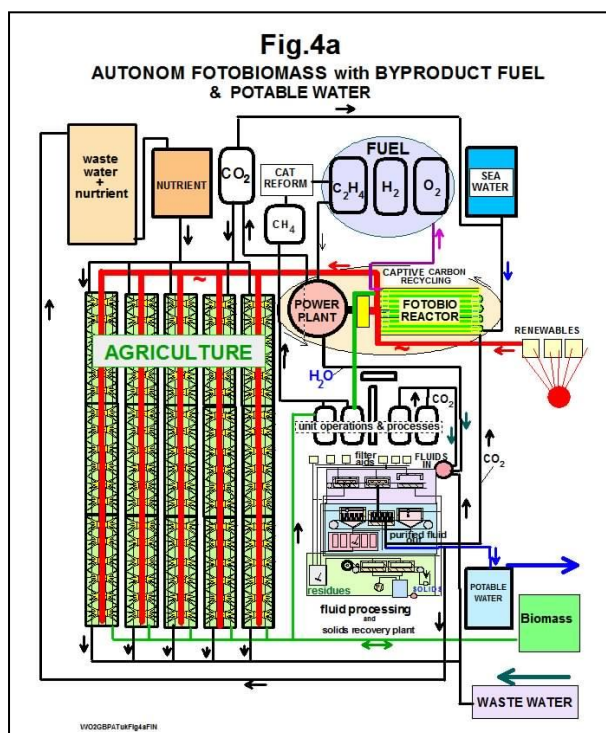 Fig.4a
AUTONOM FOTOBIOMASS with BYPRODUCT FUEL
& POTABLE WATER
waste
water
+
nurtrient
NUTRIENT
CO2
CAT
REFORM
CH4
FUEL
C2H4
H2
O2
SEA
WATER
CAPTIVE CARBON
RECYCLING
POWER
PLANT
FOTOBIO
REACTOR
~
~
RENEWABLES
AGRICULTURE
H2O
CO2
unit operations & processes
filter
aids
FLUIDS
IN
CO2
purified fluid
residues
SOLIDS
fluid processing
and
solids recovery plant
POTABLE
WATER
Biomass
WASTE WATER
WO2GBPATukFig4aFIN